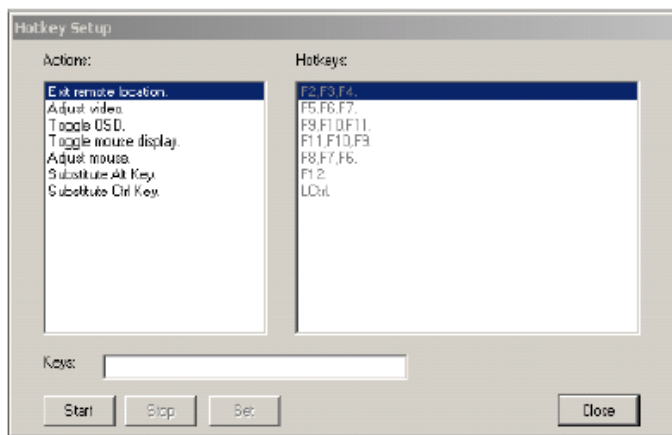 Hotkey Setup
Actions:
Hotkeys:
Exit remote location.
F2,F3,F4.
Adjust video.
F5,F6,F7.
Toggle OSD.
F9,F10,F11.
Toggle mouse display.
F11,F10,F9.
Adjust mouse.
F8,F7,F6.
Substitute Alt Key.
F12.
Substitute Ctrl Key.
LCtrl.
Keys:
Start
Stop
Set
Close